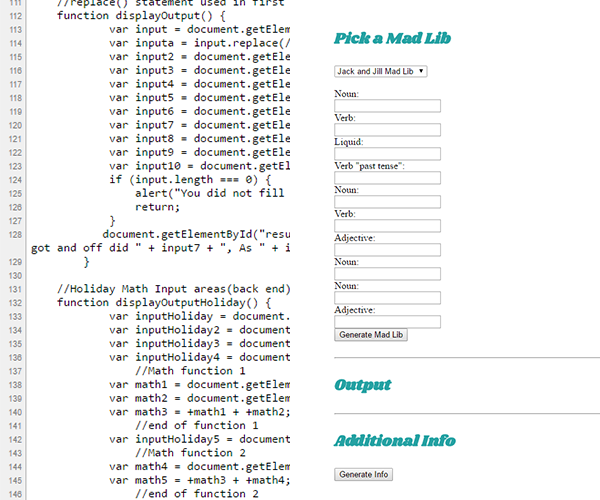 111 //replace() statement used in first
112 function displayOutput() {
113 var input = document.getElem
114 var inputa = input.replace(/
115 var input2 = document.getEle
116 var input3 = document.getEle
117 var input4 = document.getEle
118 var input5 = document.getEle
119 var input6 = document.getEle
120 var input7 = document.getEle
121 var input8 = document.getEle
122 var input9 = document.getEle
123 var input10 = document.getEl
124 if (input.length === 0) {
125 alert("You did not fill
126 return;
127 }
128 document.getElementById("resu
got and off did " + input7 + ", As " + i
129 }
130
131 //Holiday Math Input areas(back end)
132 function displayOutputHoliday() {
133 var inputHoliday = document.
134 var inputHoliday2 = document
135 var inputHoliday3 = document
136 var inputHoliday4 = document
137 //Math function 1
138 var math1 = document.getElem
139 var math2 = document.getElem
140 var math3 = +math1 + +math2;
141 //end of function 1
142 var inputHoliday5 = document
143 //Math function 2
144 var math4 = document.getElem
145 var math5 = +math3 + +math4;
146 //end of function 2
Pick a Mad Lib
Jack and Jill Mad Lib
Noun:
Verb:
Liquid:
Verb "past tense":
Noun:
Verb:
Adjective:
Noun:
Noun:
Adjective:
Generate Mad Lib
Output
Additional Info
Generate Info